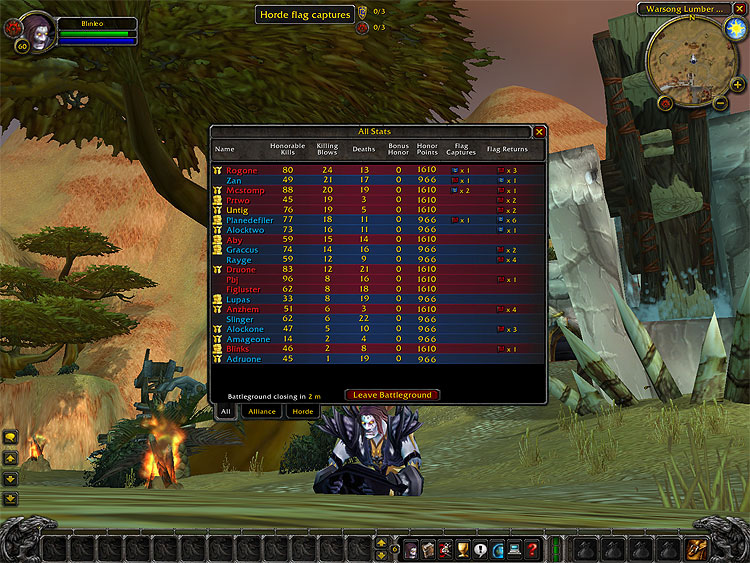 Blinleo
60
Horde flag captures
0/3
0/3
Warsong Lumber ...
N
All Stats
Name Honorable Kills Killing Blows Deaths Bonus Honor Honor Points Flag Captures Flag Returns
Rogone 80 24 13 0 1610 x 1 x 3
Zan 49 21 17 0 966 x 1 x 1
Mcstomp 88 20 19 0 1610 x 2 x 1
Prrwo 45 19 3 0 1610 x 2
Untig 76 19 5 0 1610 x 2
Planedefiler 77 18 11 0 966 x 1 x 6
Alocktwo 73 16 11 0 966 x 1
Aby 59 15 14 0 1610
Graccus 74 14 16 0 966 x 2
Rayge 59 12 9 0 966 x 4
Druone 83 12 21 0 1610
Pbj 96 8 16 0 1610 x 1
Figluster 62 8 18 0 1610
Lupas 33 8 19 0 966
Anzhem 51 6 3 0 1610 x 4
Slinger 62 6 22 0 966
Alockone 47 5 10 0 966 x 3
Amageone 14 2 4 0 966
Blinks 46 2 8 0 1610 x 1
Adruone 45 1 19 0 966
Battleground closing in 2 m
Leave Battleground
All Alliance Horde